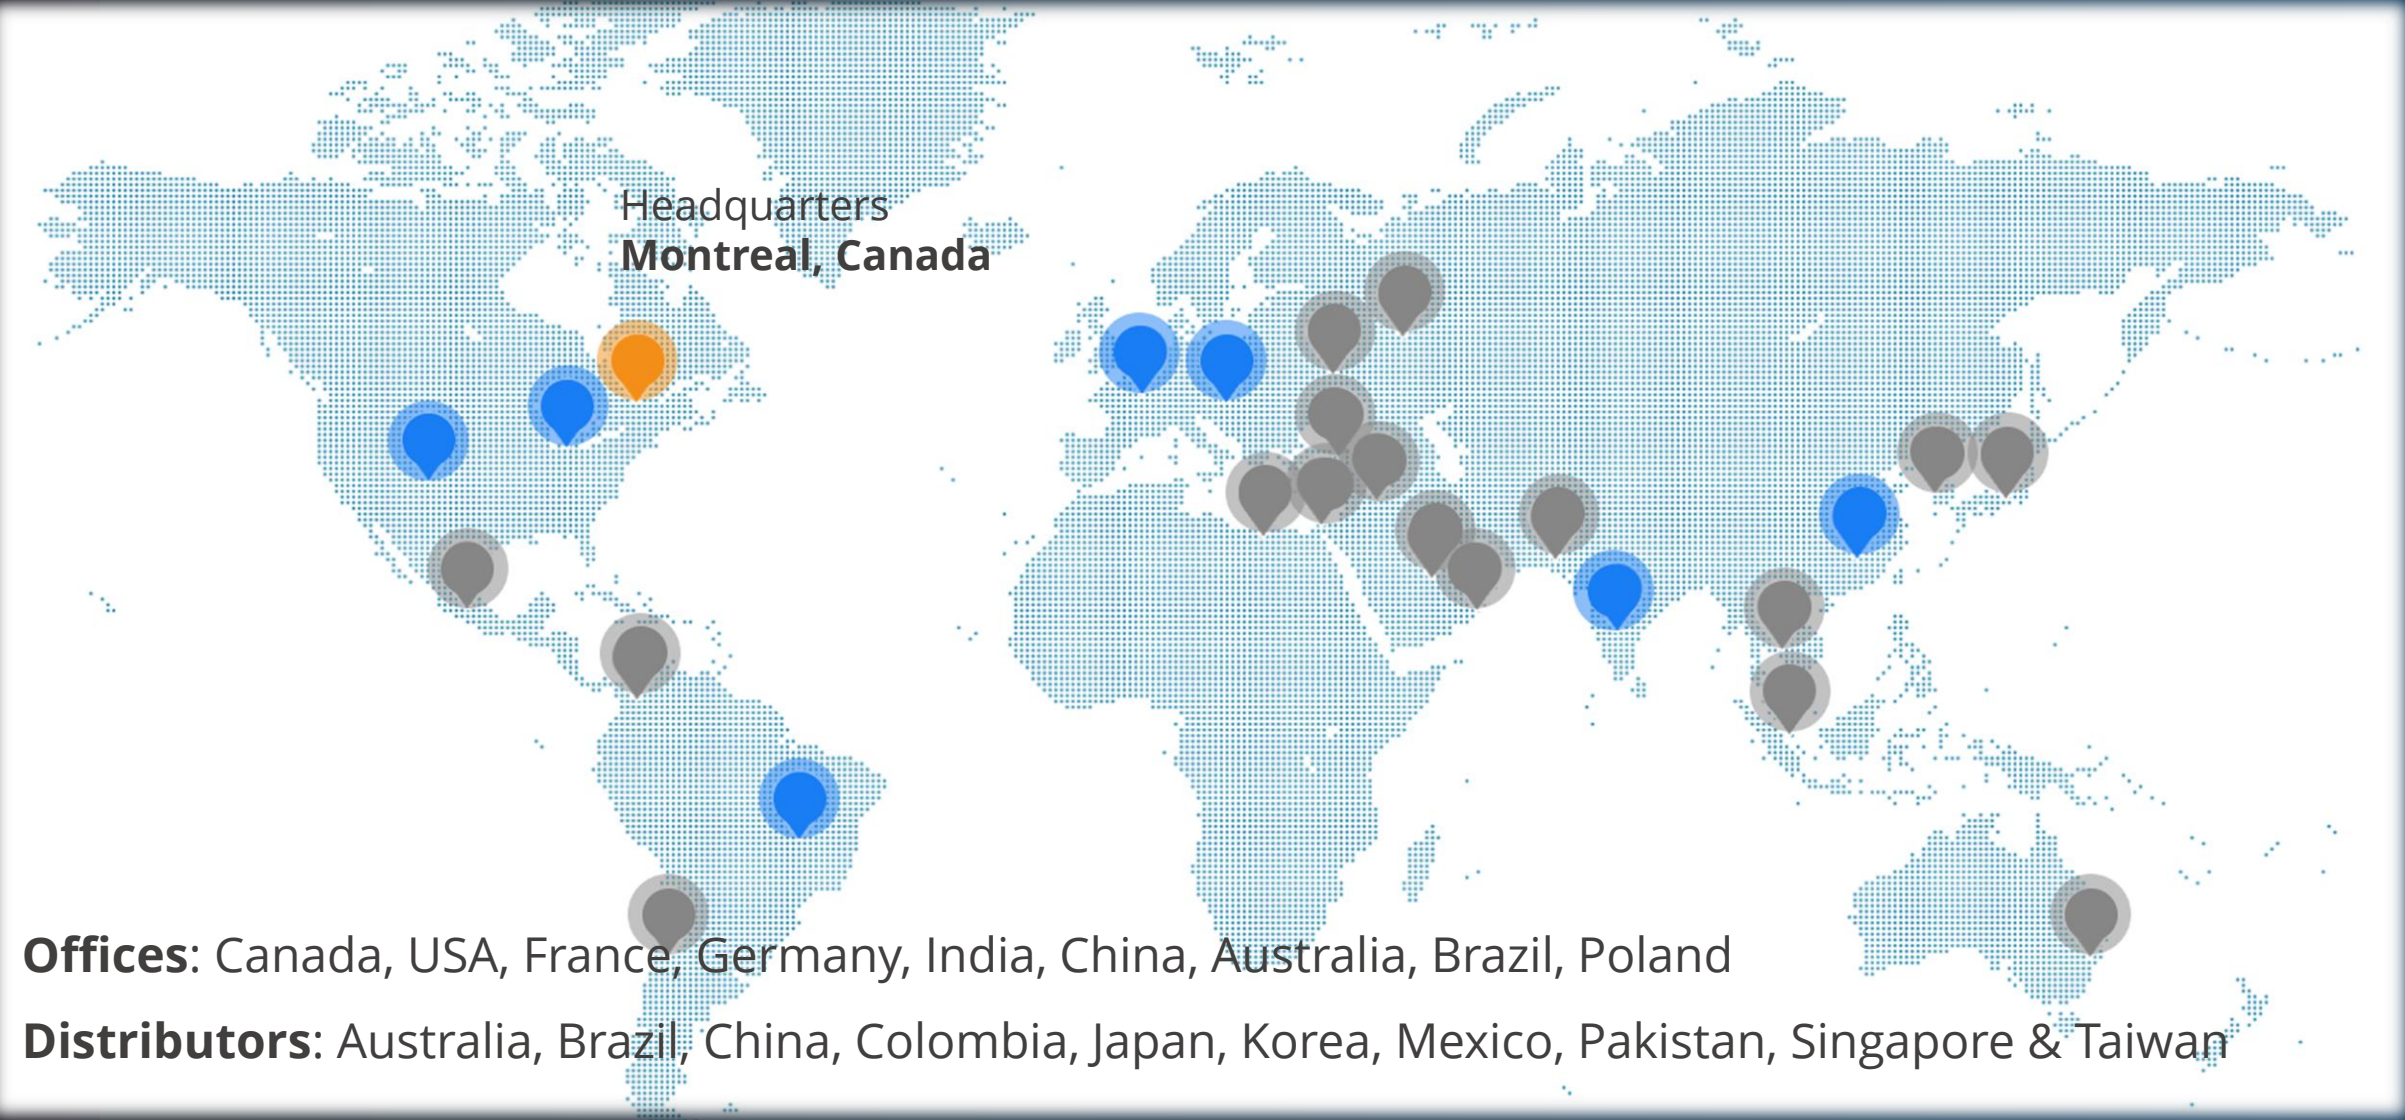 Headquarters
Montreal, Canada
Offices: Canada, USA, France, Germany, India, China, Australia, Brazil, Poland
Distributors: Australia, Brazil, China, Colombia, Japan, Korea, Mexico, Pakistan, Singapore & Taiwan